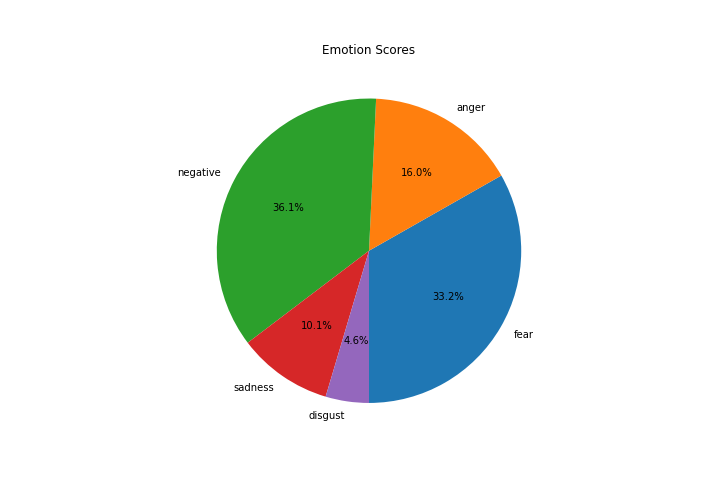 Emotion Scores
anger
16.0%
negative
36.1%
33.2%
10.1%
fear
4.6%
sadness
disgust